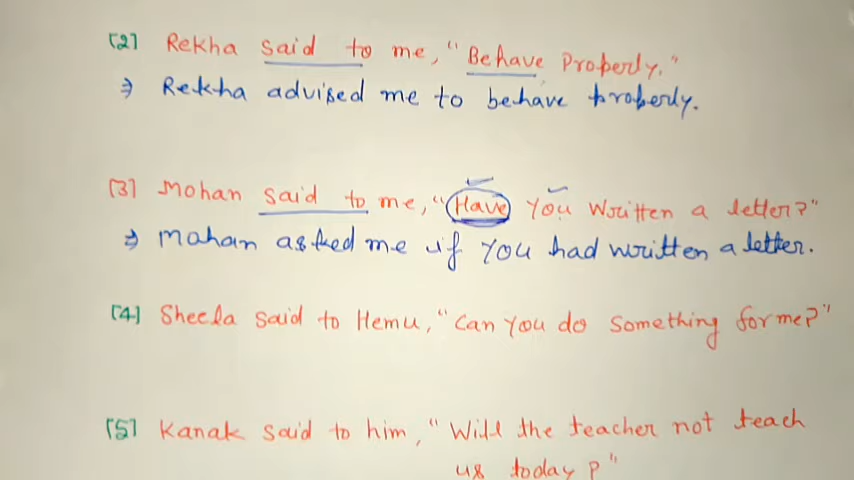 [2] Rekha said to me, "Behave Properly."
⇒ Rekha advised me to behave properly.
[3] Mohan said to me, "Have You Written a letter?"
⇒ Mahan asked me if you had written a letter.
[4] Sheela said to Hemu, "Can You do Something for me?"
[5] Kanak said to him, "Will the teacher not teach
us today?"